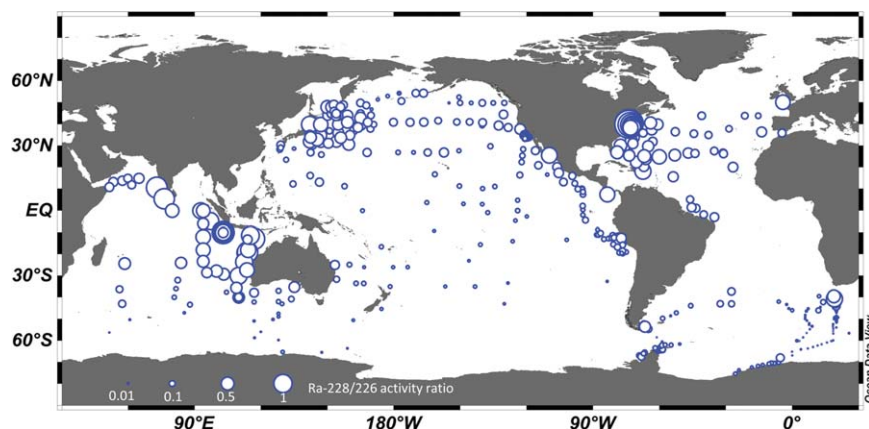 60°N
30°N
EQ
30°S
60°S
Ra-228/226 activity ratio
0.01 0.1 0.5 1
90°E 180°W 90°W 0°
Ocean Data View